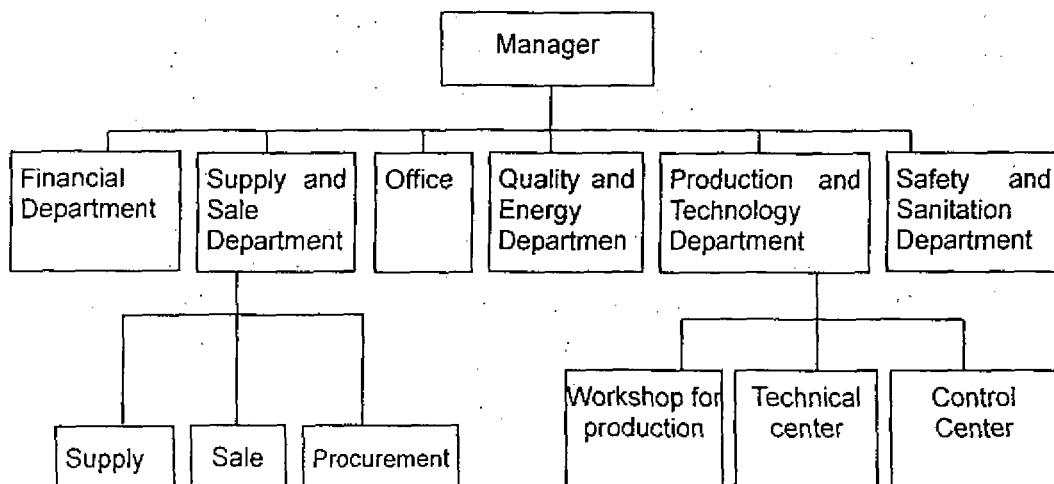 Manager
Financial
Department
Supply and
Sale
Department
Office
Quality and
Energy
Departmen
Production and
Technology
Department
Safety and
Sanitation
Department
Workshop for
production
Technical
center
Control
Center
Supply
Sale
Procurement